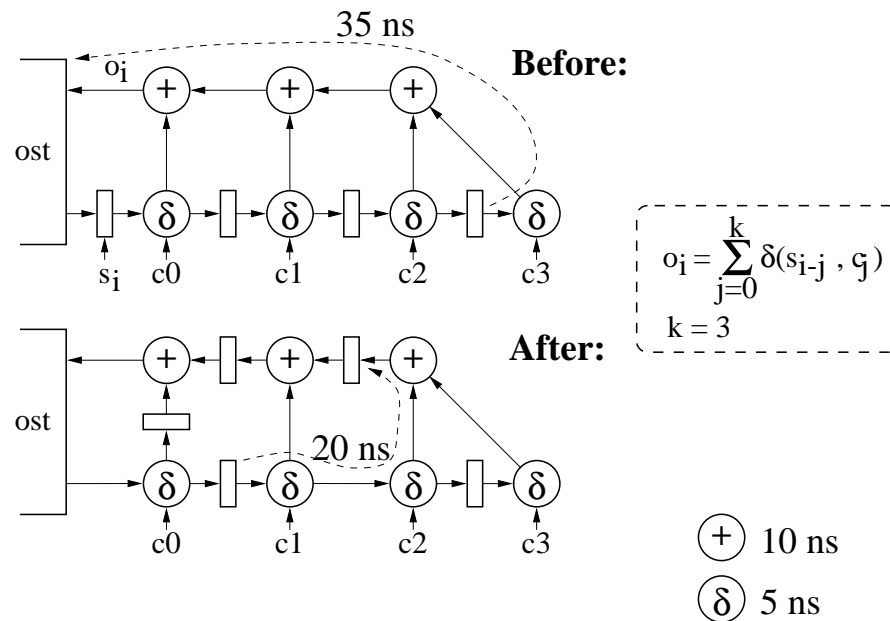 35 ns
Before:
o_i
+ + +
ost
δ δ δ δ
s_i c0 c1 c2 c3
o_i = ∑_{j=0}^{k} δ(s_{i-j} , c_j)
k = 3
After:
+ + +
ost
20 ns
δ δ δ δ
c0 c1 c2 c3
+ 10 ns
δ 5 ns